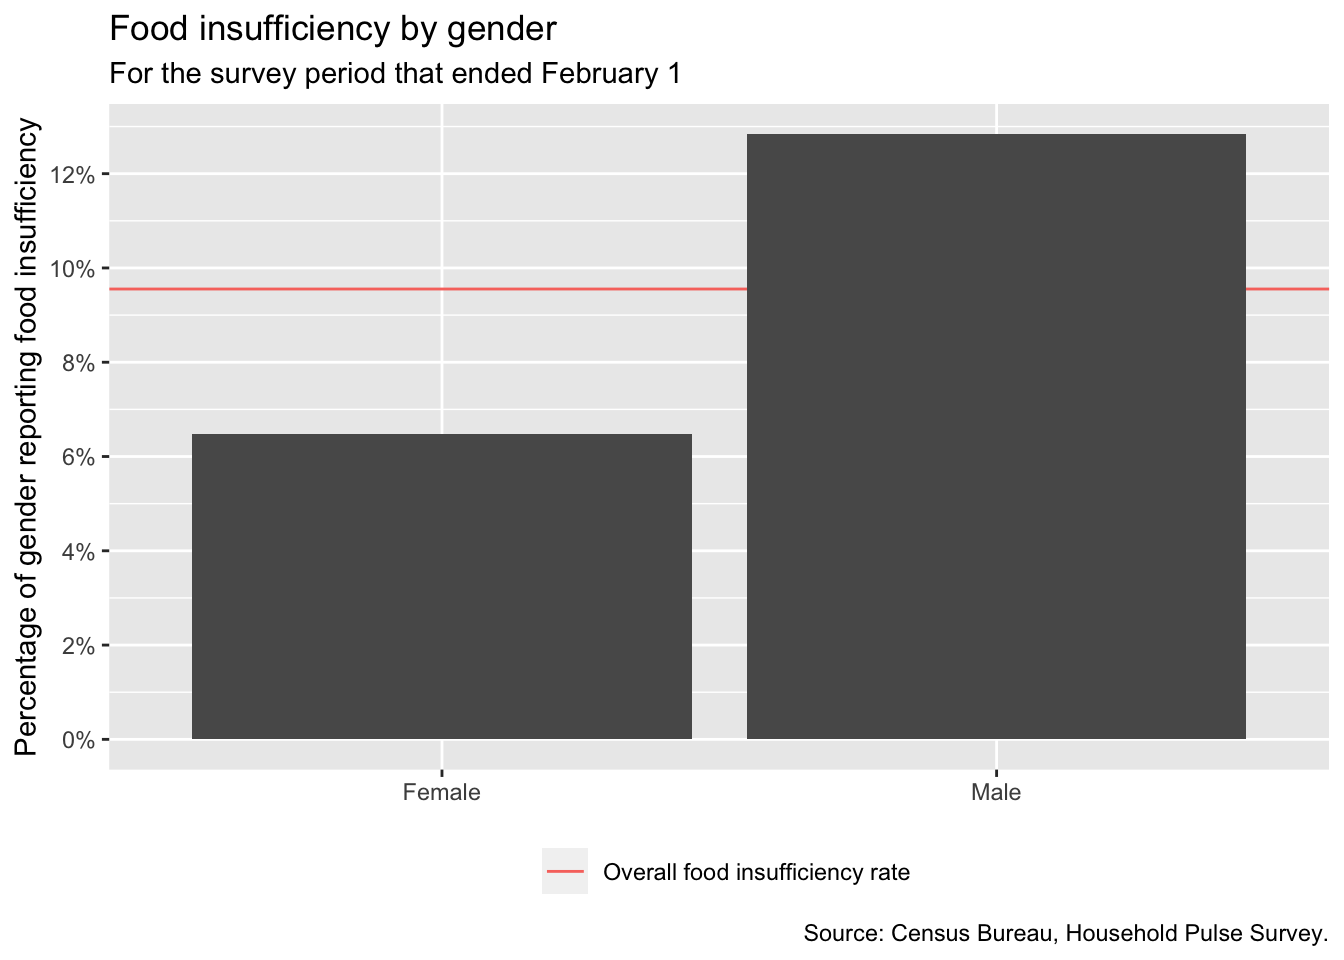 Food insufficiency by gender
For the survey period that ended February 1
Percentage of gender reporting food insufficiency
12%
10%
8%
6%
4%
2%
0%
Female
Male
Overall food insufficiency rate
Source: Census Bureau, Household Pulse Survey.